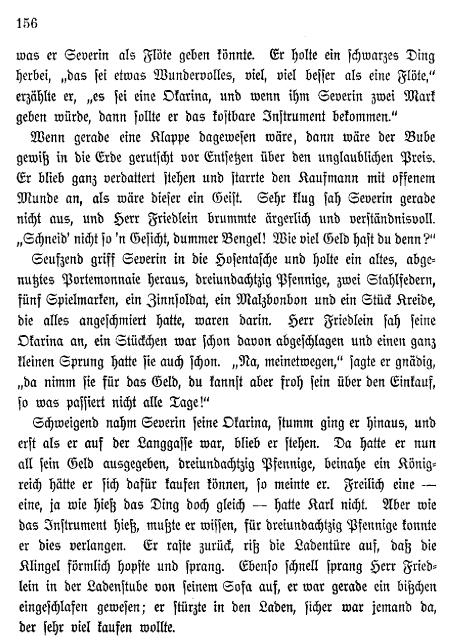 156
was er Severin als Flöte geben könnte. Er holte ein schwarzes Ding
herbei, „das sei etwas Wundervolles, viel, viel besser als eine Flöte,“
erzählte er, „es sei eine Okarina, und wenn ihm Severin zwei Mark
geben würde, dann sollte er das kostbare Instrument bekommen.“
Wenn gerade eine Klappe dagewesen wäre, dann wäre der Bube
gewiß in die Erde gerutscht vor Entsetzen über den unglaublichen Preis.
Er blieb ganz verdattert stehen und starrte den Kaufmann mit offenem
Munde an, als wäre dieser ein Geist. Sehr klug sah Severin gerade
nicht aus, und Herr Friedlein brummte ärgerlich und verständnisvoll.
„Schneid' nicht so 'n Gesicht, dummer Bengel! Wie viel Geld hast du denn?“
Seufzend griff Severin in die Hosentasche und holte ein altes, abge-
nutztes Portemonnaie heraus, dreiundachtzig Pfennige, zwei Stahlfedern,
fünf Spielmarken, ein Zinnsoldat, ein Malzbonbon und ein Stück Kreide,
die alles angeschmiert hatte, waren darin. Herr Friedlein sah seine
Okarina an, ein Stückchen war schon davon abgeschlagen und einen ganz
kleinen Sprung hatte sie auch schon. „Na, meinetwegen,“ sagte er gnädig,
„da nimm sie für das Geld, du kannst aber froh sein über den Einkauf,
so was passiert nicht alle Tage!“
Schweigend nahm Severin seine Okarina, stumm ging er hinaus, und
erst als er auf der Langgasse war, blieb er stehen. Da hatte er nun
all sein Geld ausgegeben, dreiundachtzig Pfennige, beinahe ein König-
reich hätte er sich dafür kaufen können, so meinte er. Freilich eine —
eine, ja wie hieß das Ding doch gleich — hatte Karl nicht. Aber wie
das Instrument hieß, mußte er wissen, für dreiundachtzig Pfennige konnte
er dies verlangen. Er raste zurück, riß die Ladentüre auf, daß die
Klingel förmlich hopste und sprang. Ebenso schnell sprang Herr Fried-
lein in der Ladenstube von seinem Sofa auf, er war gerade ein bißchen
eingeschlafen gewesen; er stürzte in den Laden, sicher war jemand da,
der sehr viel kaufen wollte.